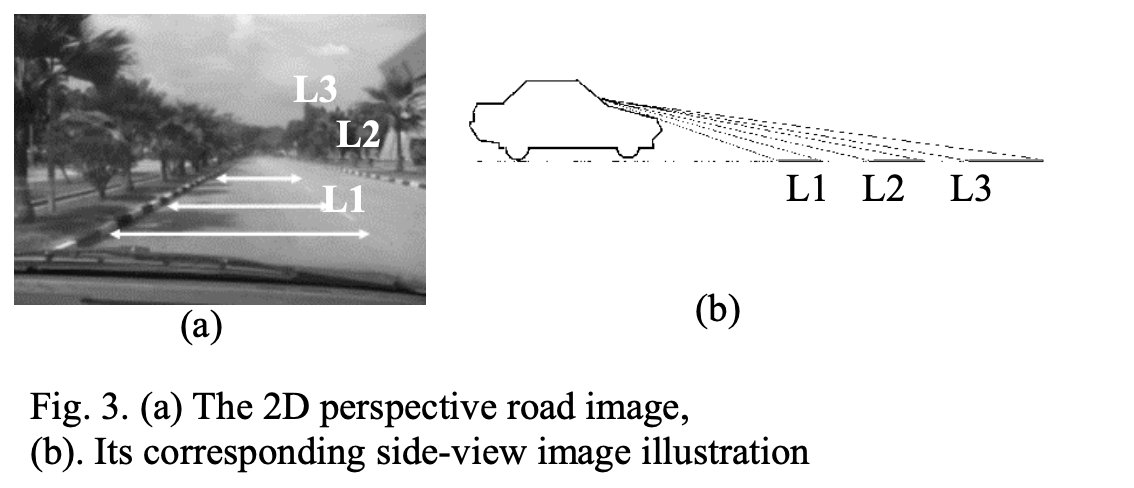 L3
L2
L1
L1 L2 L3
(a)
(b)
Fig. 3. (a) The 2D perspective road image,
(b). Its corresponding side-view image illustration